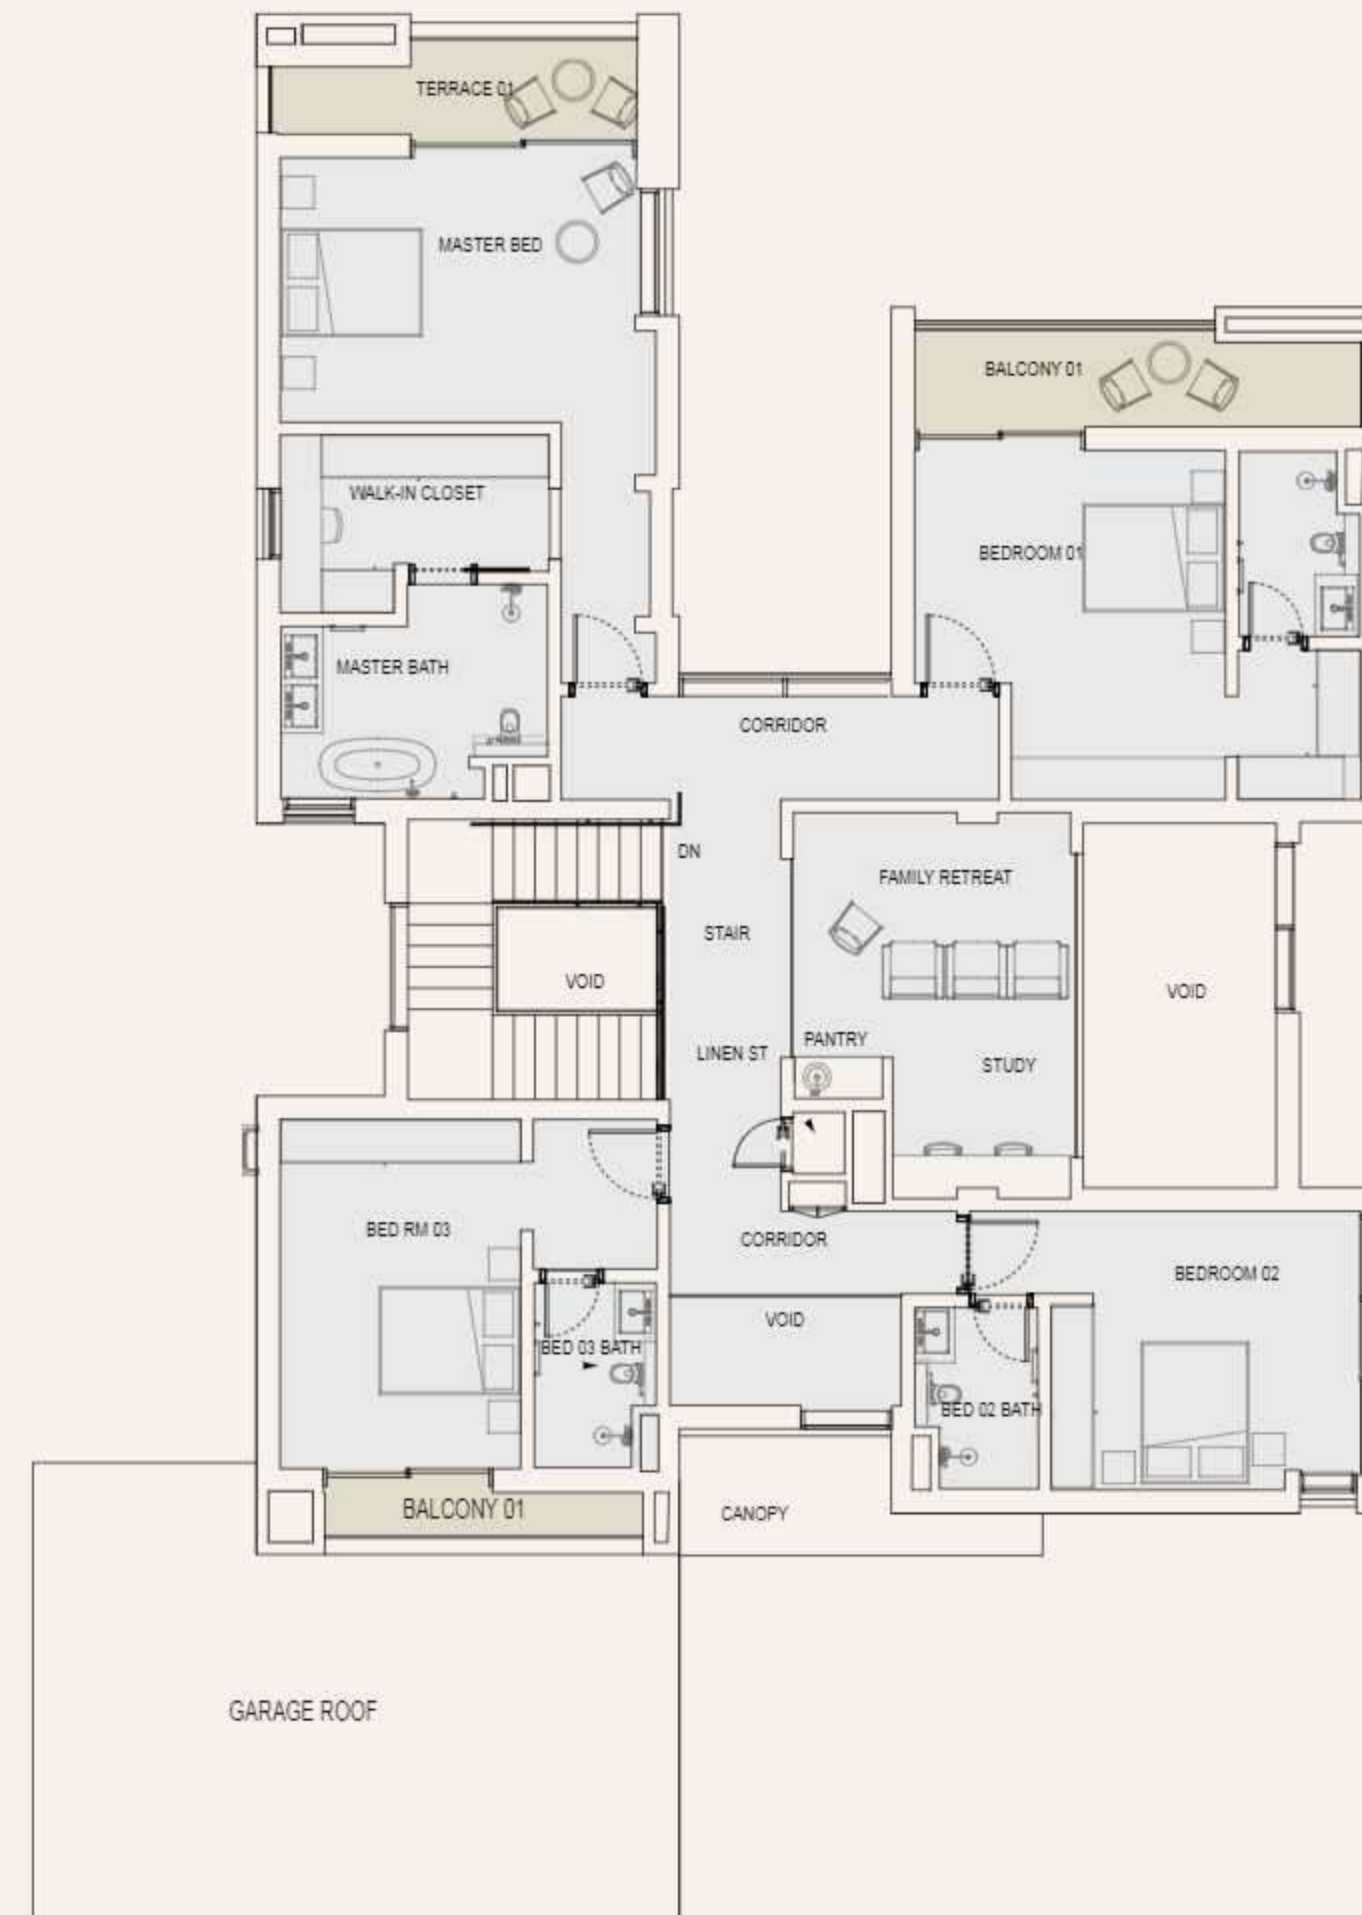 TERRACE 01
MASTER BED
BALCONY 01
WALK-IN CLOSET
BEDROOM 01
MASTER BATH
CORRIDOR
DN
FAMILY RETREAT
STAIR
VOID
VOID
PANTRY
LINEN ST
STUDY
BED RM 03
CORRIDOR
BEDROOM 02
VOID
BED 03 BATH
BED 02 BATH
BALCONY 01
CANOPY
GARAGE ROOF